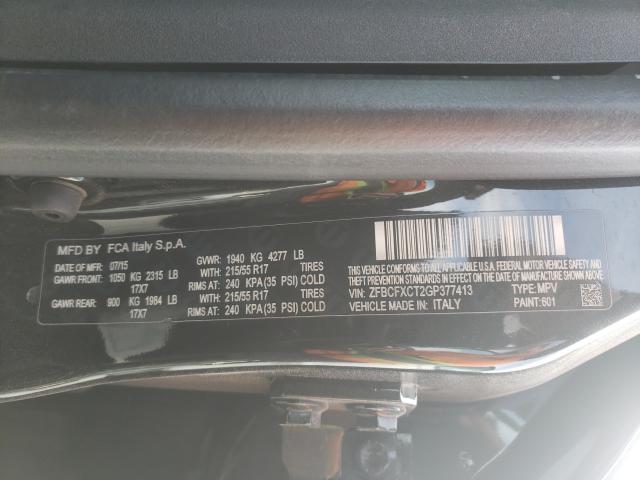 MFD BY FCA Italy S.p.A.
DATE OF MFR: 07/15 GVWR: 1940 KG 4277 LB
GAWR FRONT: 1050 KG 2315 LB WITH 215/55 R17 TIRES
17X7 RIMS AT: 240 KPA(35 PSI) COLD
GAWR REAR: 900 KG 1984 LB WITH 215/55 R17 TIRES
17X7 RIMS AT: 240 KPA(35 PSI) COLD
THIS VEHICLE CONFORMS TO ALL APPLICABLE U.S.A. FEDERAL MOTOR VEHICLE
SAFETY, BUMPER, AND THEFT PREVENTION STANDARDS IN EFFECT ON THE DATE OF
MANUFACTURE SHOWN ABOVE
VIN: ZFBCFXCT2GP377413 TYPE: MPV
VEHICLE MADE IN: ITALY PAINT: 601